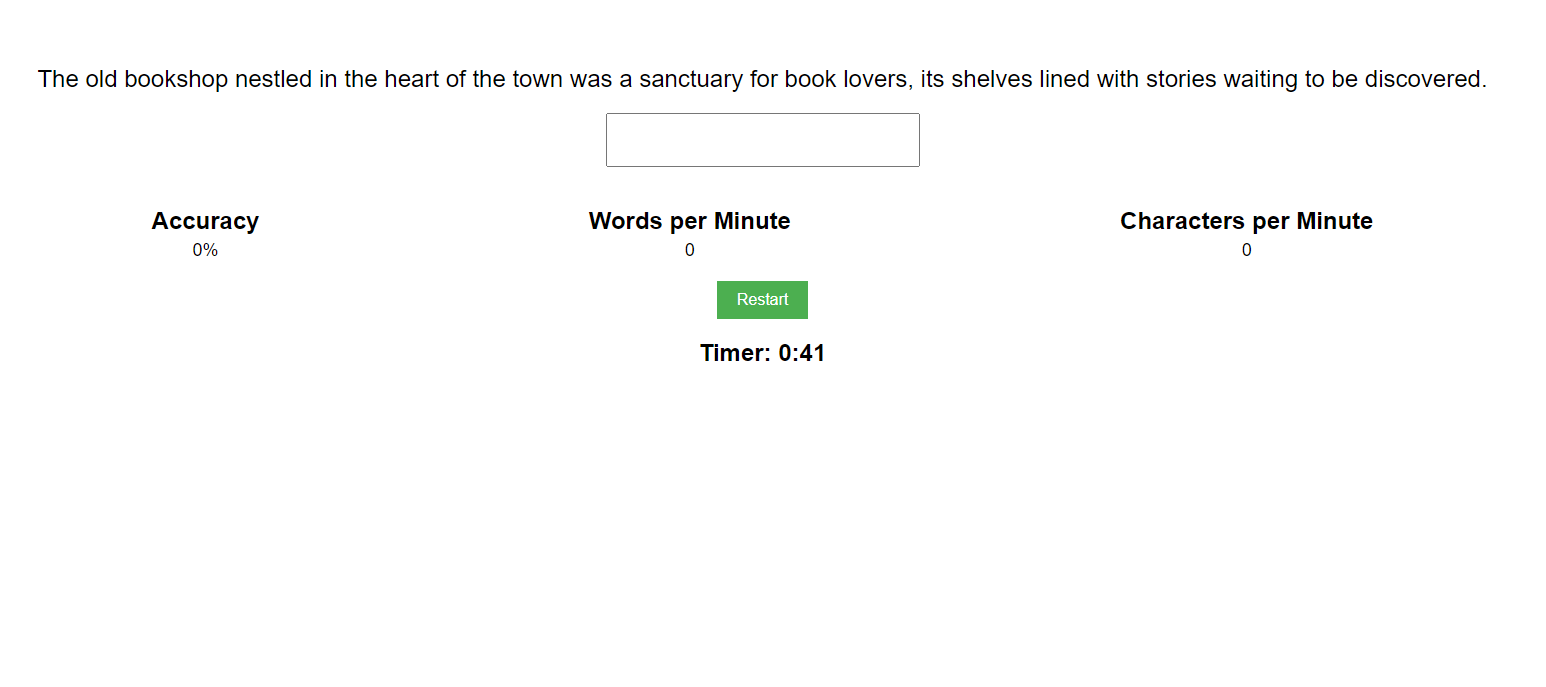 The old bookshop nestled in the heart of the town was a sanctuary for book lovers, its shelves lined with stories waiting to be discovered.
Accuracy
0%
Words per Minute
0
Characters per Minute
0
Restart
Timer: 0:41